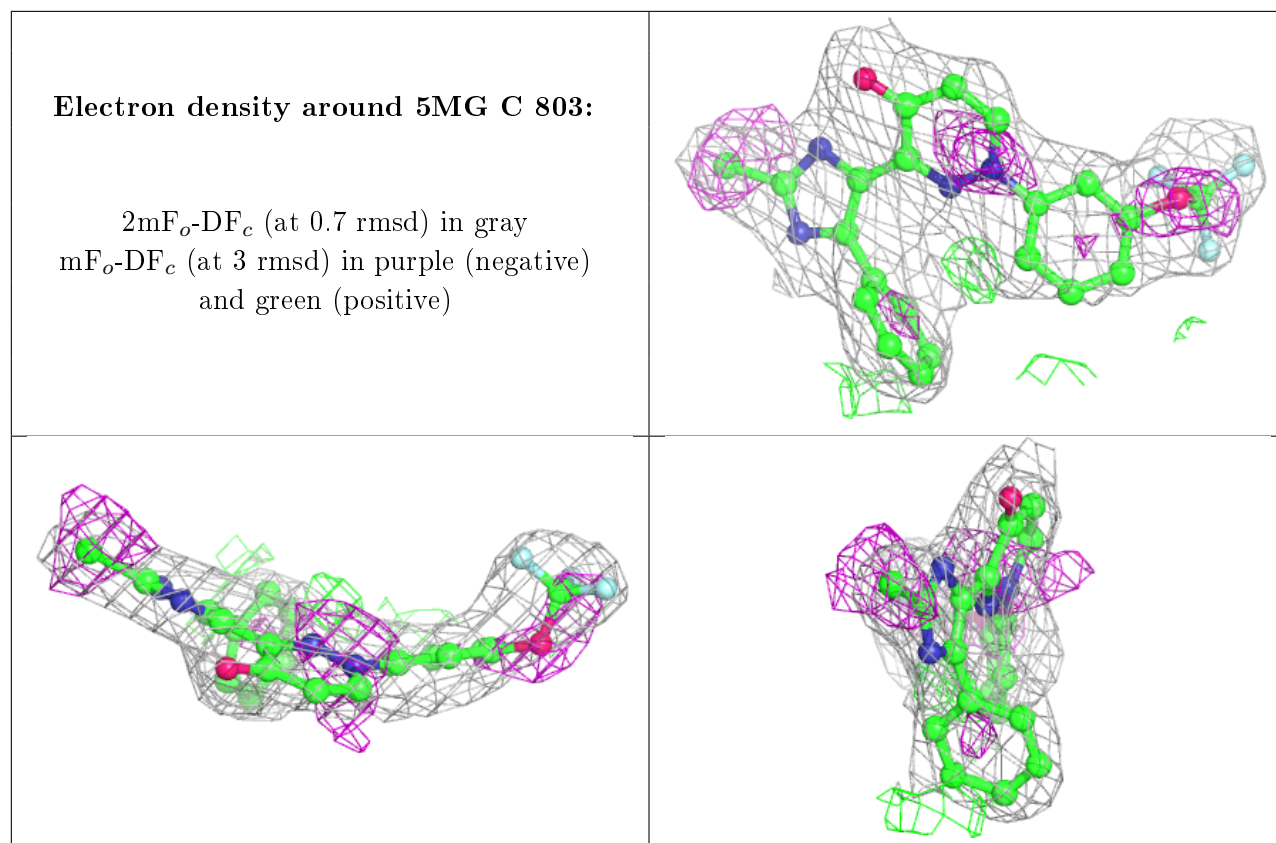 Electron density around 5MG C 803:
2mFₒ-DF𝒸 (at 0.7 rmsd) in gray
mFₒ-DF𝒸 (at 3 rmsd) in purple (negative)
and green (positive)